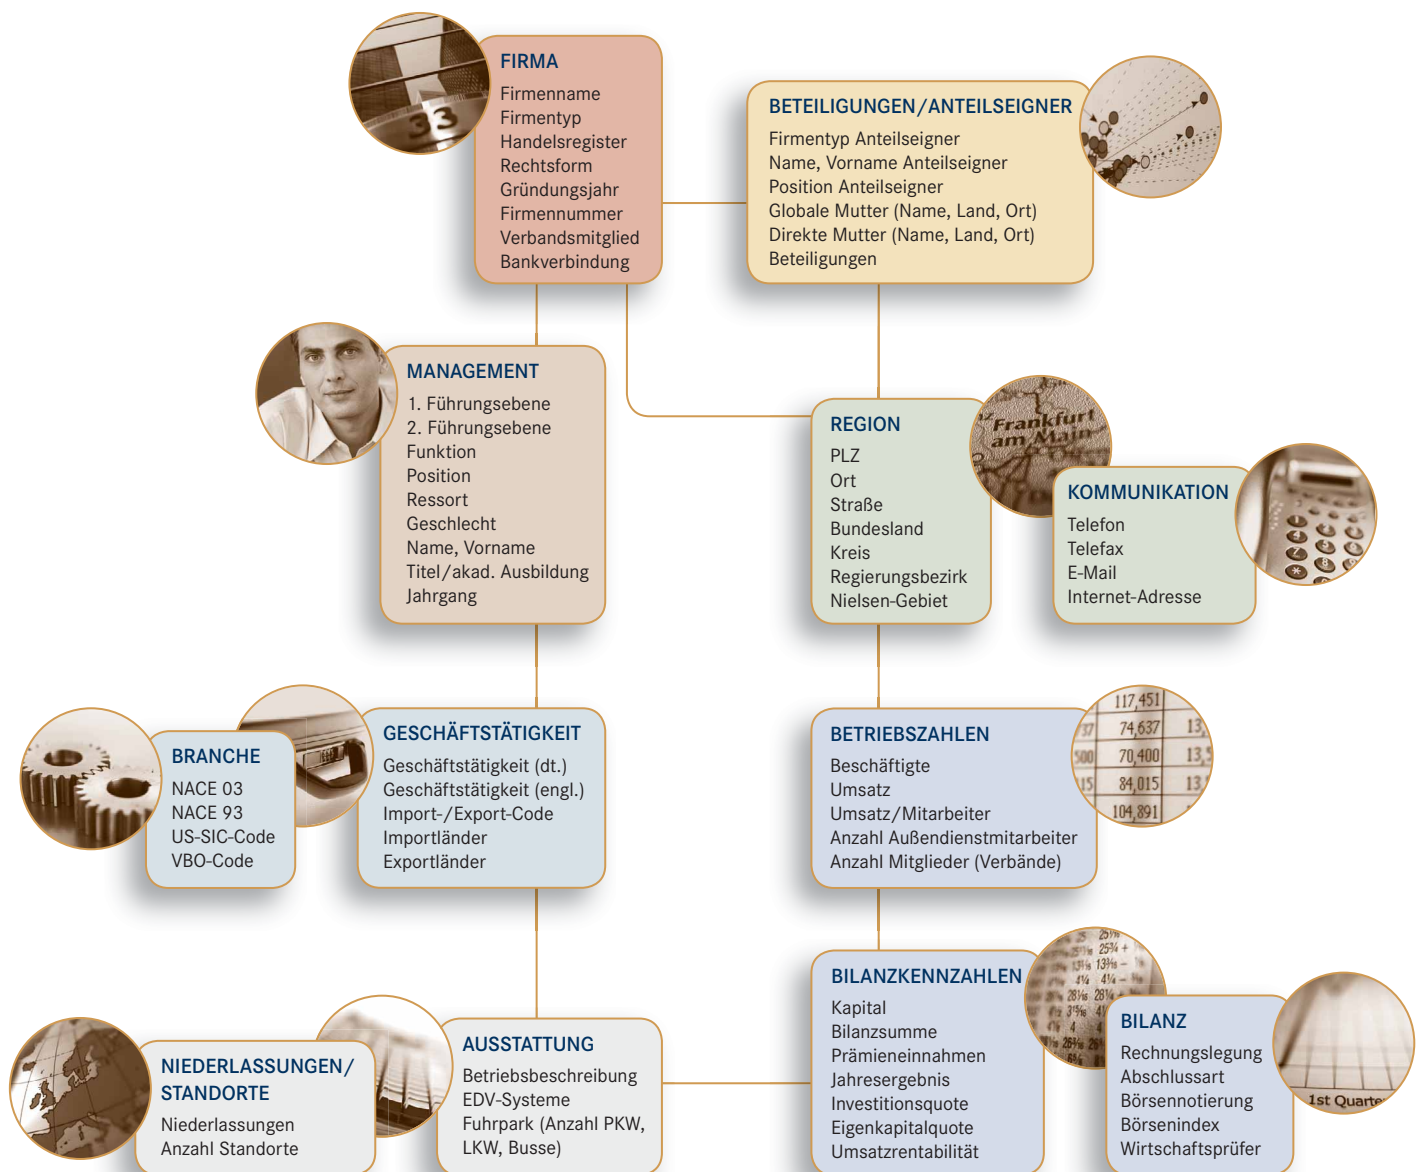 FIRMA
Firmenname
Firmentyp
Handelsregister
Rechtsform
Gründungsjahr
Firmennummer
Verbandsmitglied
Bankverbindung
33
BETEILIGUNGEN/ANTEILSEIGNER
Firmentyp Anteilseigner
Name, Vorname Anteilseigner
Position Anteilseigner
Globale Mutter (Name, Land, Ort)
Direkte Mutter (Name, Land, Ort)
Beteiligungen
MANAGEMENT
1. Führungsebene
2. Führungsebene
Funktion
Position
Ressort
Geschlecht
Name, Vorname
Titel/akad. Ausbildung
Jahrgang
REGION
PLZ
Ort
Straße
Bundesland
Kreis
Regierungsbezirk
Nielsen-Gebiet
Frankfurt
am Main
KOMMUNIKATION
Telefon
Telefax
E-Mail
Internet-Adresse
BRANCHE
NACE 03
NACE 93
US-SIC-Code
VBO-Code
GESCHÄFTSTÄTIGKEIT
Geschäftstätigkeit (dt.)
Geschäftstätigkeit (engl.)
Import-/Export-Code
Importländer
Exportländer
BETRIEBSZAHLEN
Beschäftigte
Umsatz
Umsatz/Mitarbeiter
Anzahl Außendienstmitarbeiter
Anzahl Mitglieder (Verbände)
117,451
74,637
70,400
84,015
104,891
NIEDERLASSUNGEN/
STANDORTE
Niederlassungen
Anzahl Standorte
AUSSTATTUNG
Betriebsbeschreibung
EDV-Systeme
Fuhrpark (Anzahl PKW,
LKW, Busse)
BILANZKENNZAHLEN
Kapital
Bilanzsumme
Prämieneinnahmen
Jahresergebnis
Investitionsquote
Eigenkapitalquote
Umsatzrentabilität
BILANZ
Rechnungslegung
Abschlussart
Börsennotierung
Börsenindex
Wirtschaftsprüfer
1st Quarter